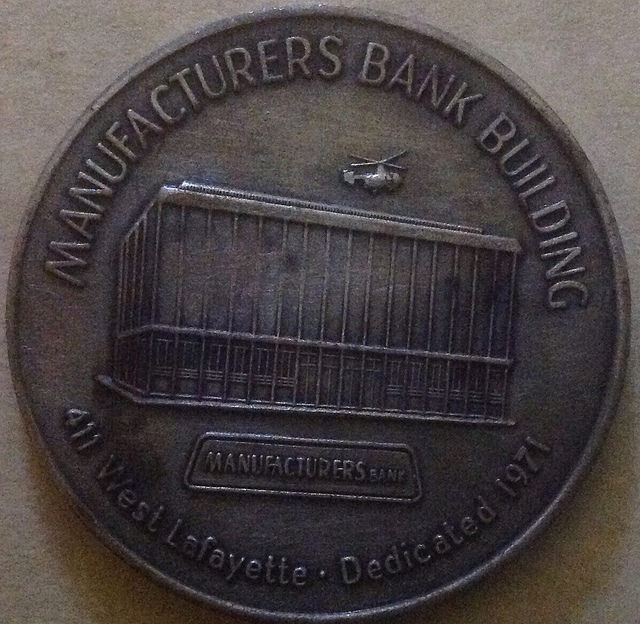 MANUFACTURERS BANK BUILDING
MANUFACTURERS BANK
411 West Lafayette · Dedicated 1971